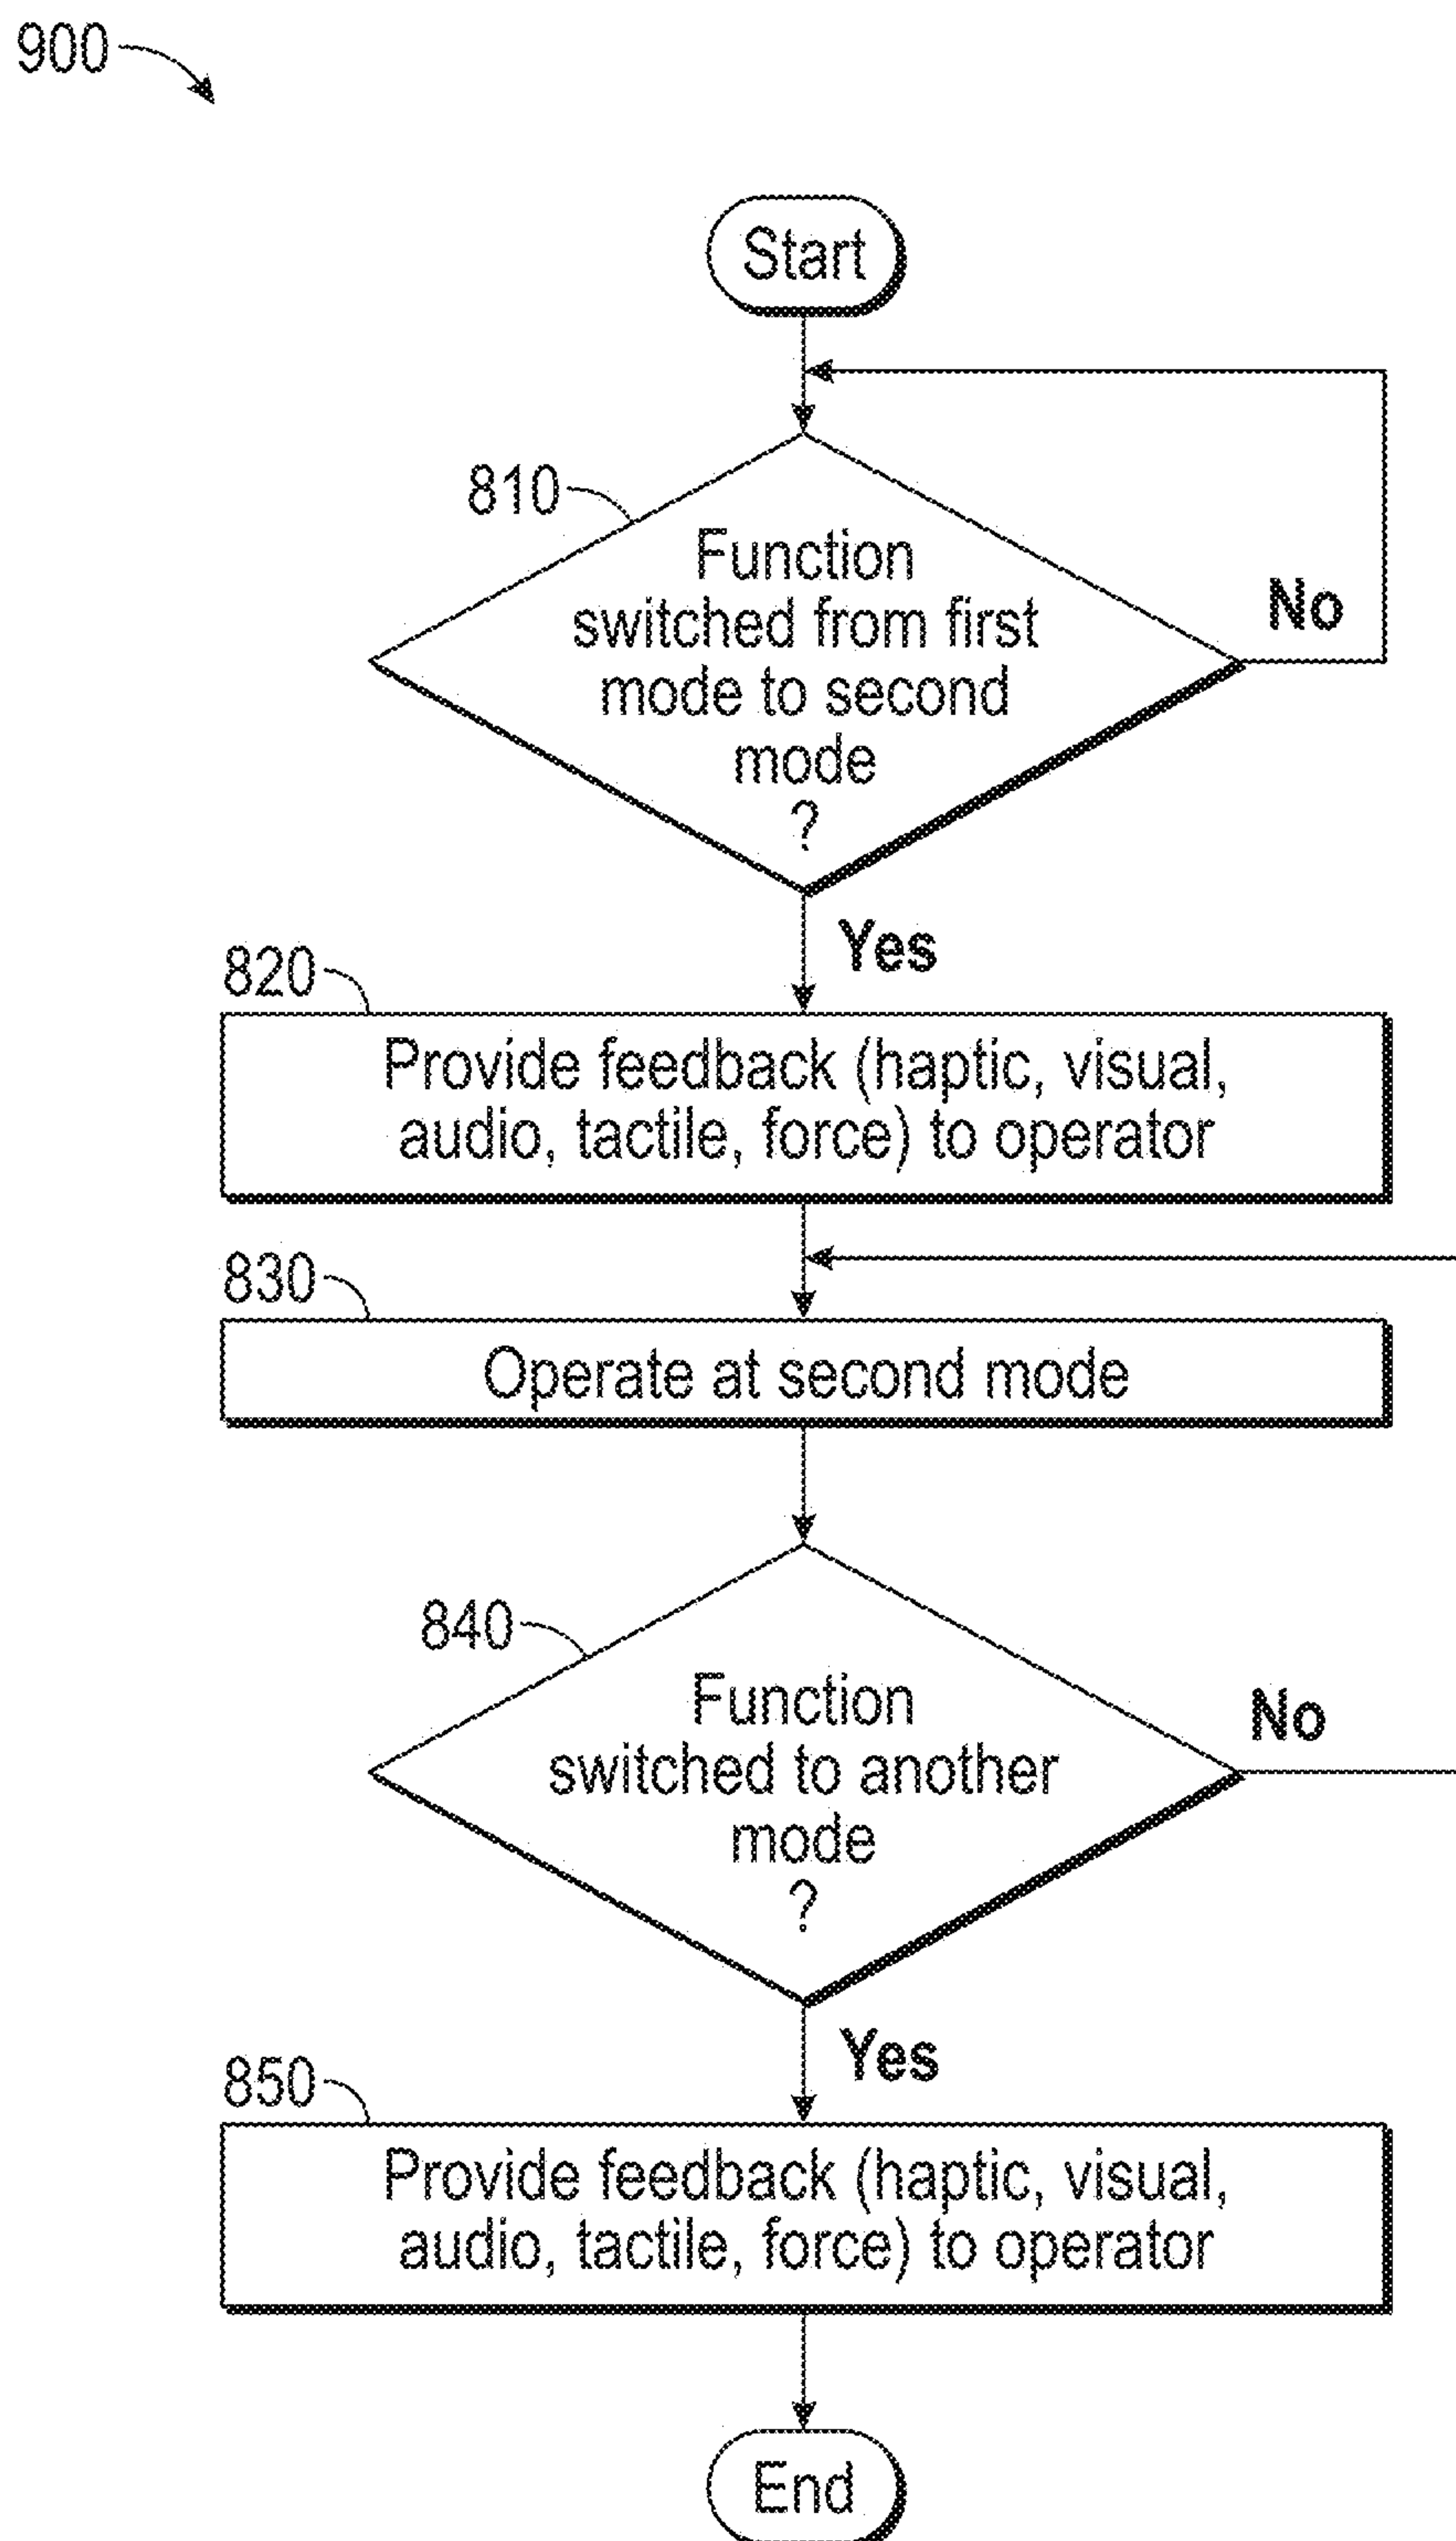 900
Start
810
Function
switched from first
mode to second
mode
?
No
Yes
820
Provide feedback (haptic, visual,
audio, tactile, force) to operator
830
Operate at second mode
840
Function
switched to another
mode
?
No
Yes
850
Provide feedback (haptic, visual,
audio, tactile, force) to operator
End